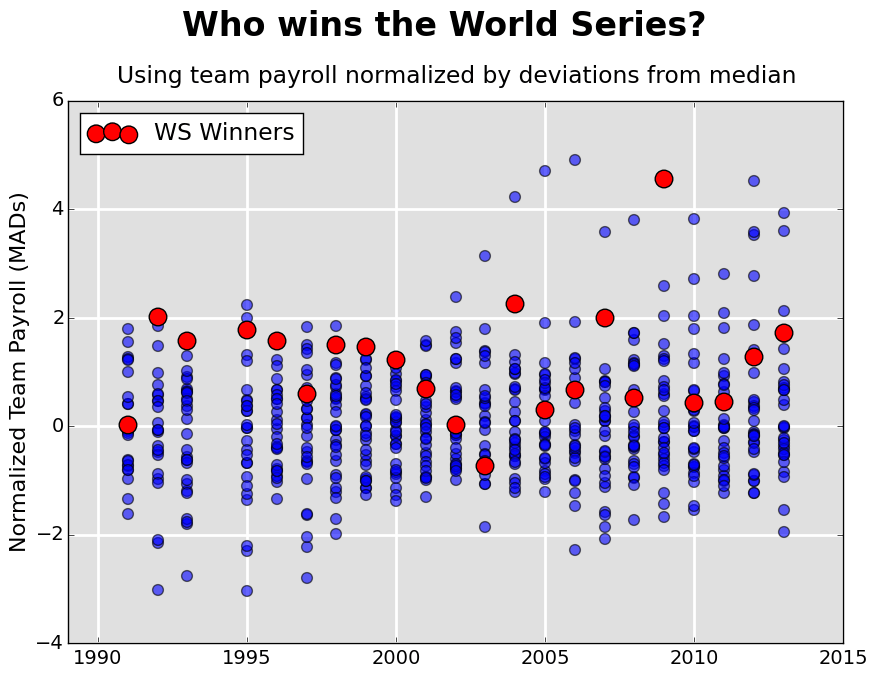 Who wins the World Series?
Using team payroll normalized by deviations from median
WS Winners
Normalized Team Payroll (MADs)
6
4
2
0
−2
−4
1990 1995 2000 2005 2010 2015